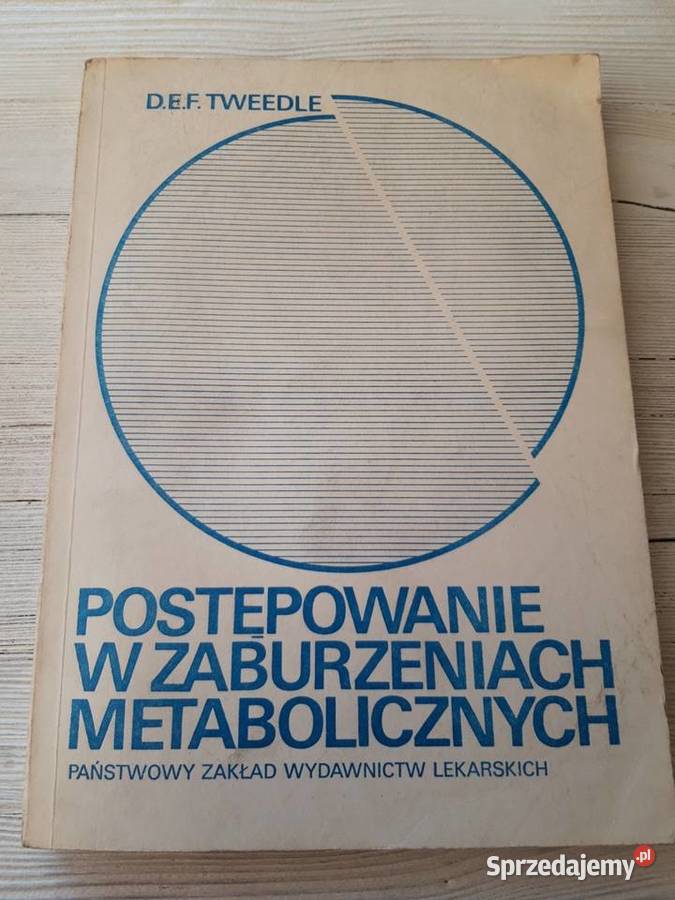 D.E.F. TWEEDLE
POSTĘPOWANIE
W ZABURZENIACH
METABOLICZNYCH
PAŃSTWOWY ZAKŁAD WYDAWNICTW LEKARSKICH
Sprzedajemy.pl